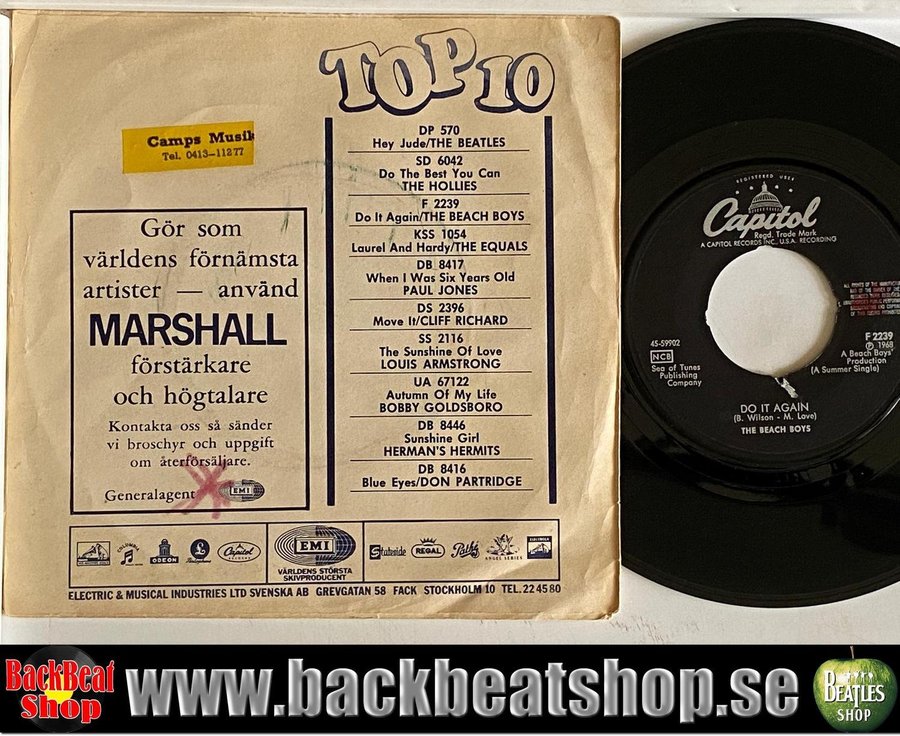 TOP 10
Camps Musik
Tel. 0413-11277
DP 570
Hey Jude/THE BEATLES
SD 6042
Do The Best You Can
THE HOLLIES
F 2239
Do It Again/THE BEACH BOYS
KSS 1054
Laurel And Hardy/THE EQUALS
DB 8417
When I Was Six Years Old
PAUL JONES
DS 2396
Move It/CLIFF RICHARD
SS 2116
The Sunshine Of Love
LOUIS ARMSTRONG
UA 67122
Autumn Of My Life
BOBBY GOLDSBORO
DB 8446
Sunshine Girl
HERMAN'S HERMITS
DB 8416
Blue Eyes/DON PARTRIDGE
Gör som
världens förnämsta
artister — använd
MARSHALL
förstärkare
och högtalare
Kontakta oss så sänder
vi broschyr och uppgift
om återförsäljare.
Generalagent EMI
COLUMBIA
ODEON
Parlophone
Capitol
EMI
VÄRLDENS STÖRSTA
SKIVPRODUCENT
Stateside
REGAL
Pathé
ANGEL SERIES
ELECTROLA
ELECTRIC & MUSICAL INDUSTRIES LTD SVENSKA AB GREVGATAN 58 FACK STOCKHOLM 10 TEL. 22 45 80
REGISTERED USER
Capitol
Regd. Trade Mark
A CAPITOL RECORDS INC., U.S.A. RECORDING
45-59902
NCB
Sea of Tunes
Publishing
Company
F 2239
℗ 1968
A Beach Boys'
Production
(A Summer Single)
DO IT AGAIN
(B. Wilson - M. Love)
THE BEACH BOYS
BackBeat
Shop
www.backbeatshop.se
BEATLES
SHOP